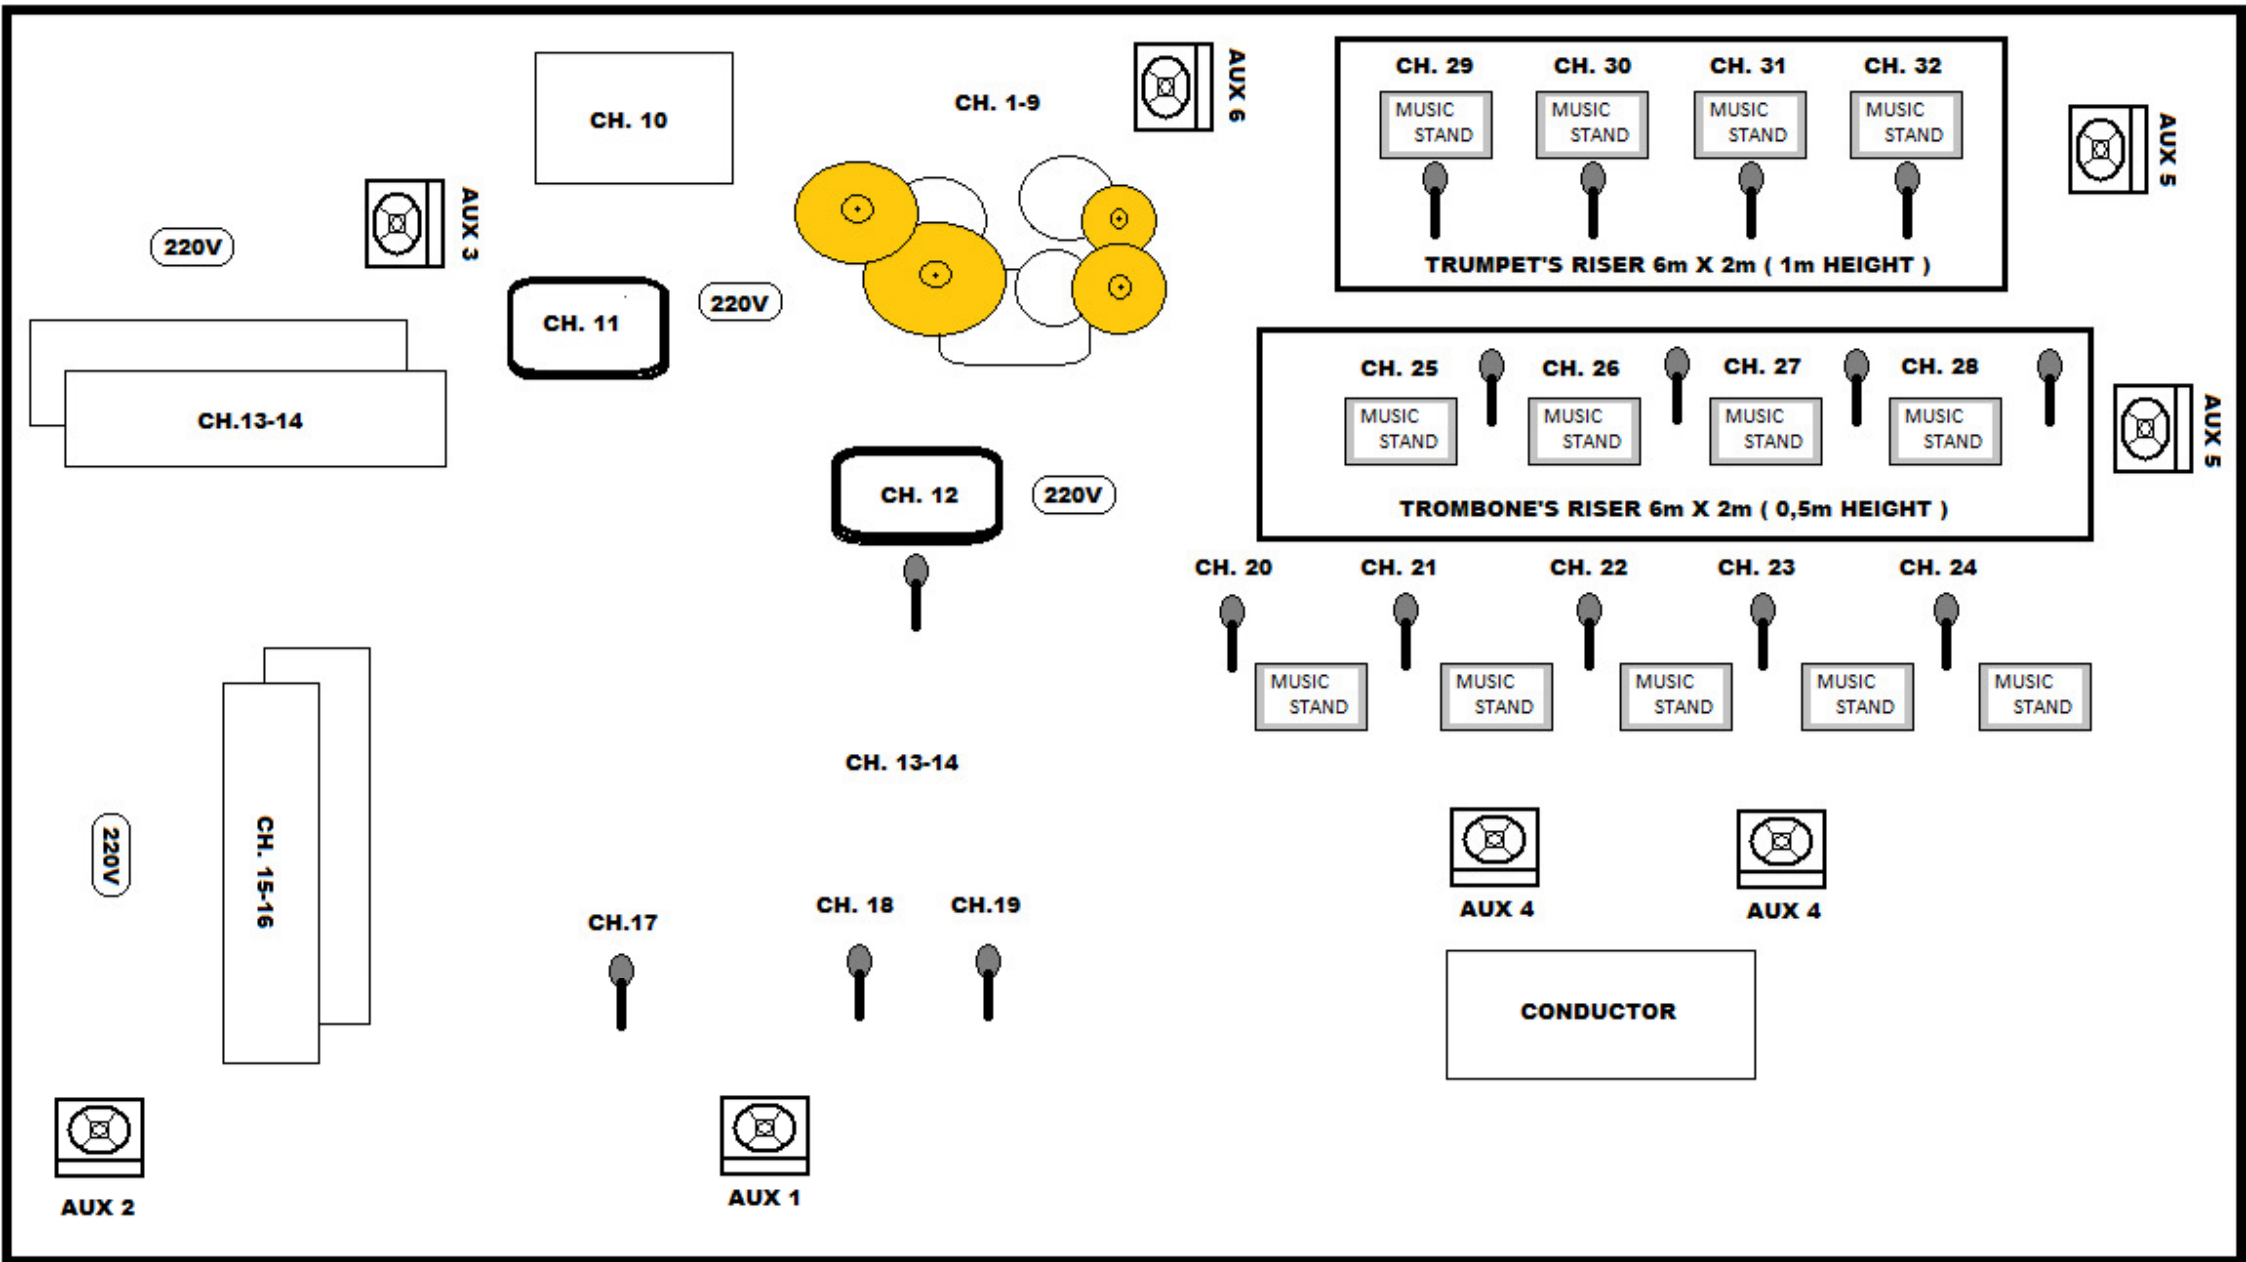 CH. 10
CH. 1-9
AUX 6
CH. 29
CH. 30
CH. 31
CH. 32
MUSIC
STAND
MUSIC
STAND
MUSIC
STAND
MUSIC
STAND
TRUMPET'S RISER 6m X 2m ( 1m HEIGHT )
AUX 5
AUX 3
220V
CH. 11
220V
CH.13-14
CH. 25
CH. 26
CH. 27
CH. 28
MUSIC
STAND
MUSIC
STAND
MUSIC
STAND
MUSIC
STAND
TROMBONE'S RISER 6m X 2m ( 0,5m HEIGHT )
AUX 5
CH. 12
220V
CH. 20
CH. 21
CH. 22
CH. 23
CH. 24
MUSIC
STAND
MUSIC
STAND
MUSIC
STAND
MUSIC
STAND
MUSIC
STAND
CH. 13-14
220V
CH. 15-16
CH.17
CH. 18
CH.19
AUX 4
AUX 4
CONDUCTOR
AUX 2
AUX 1